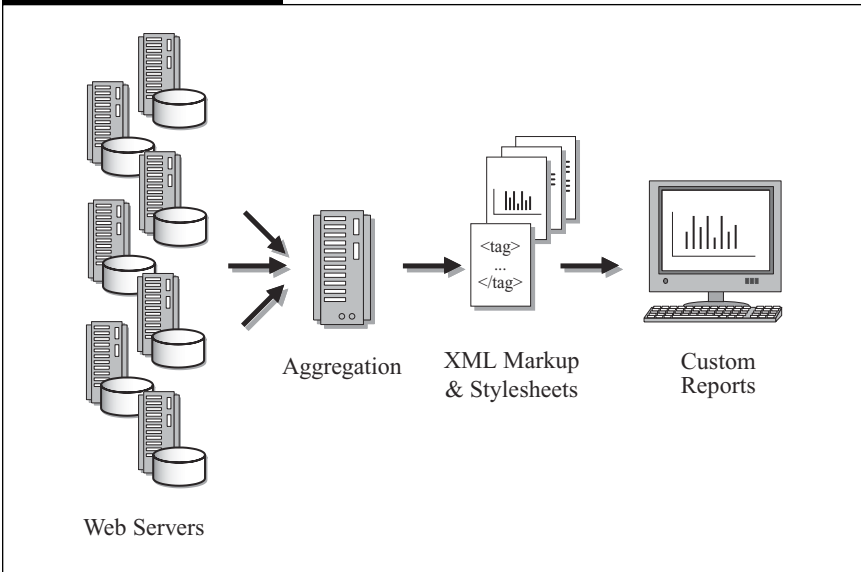 <tag>
...
</tag>
Aggregation
XML Markup
& Stylesheets
Custom
Reports
Web Servers